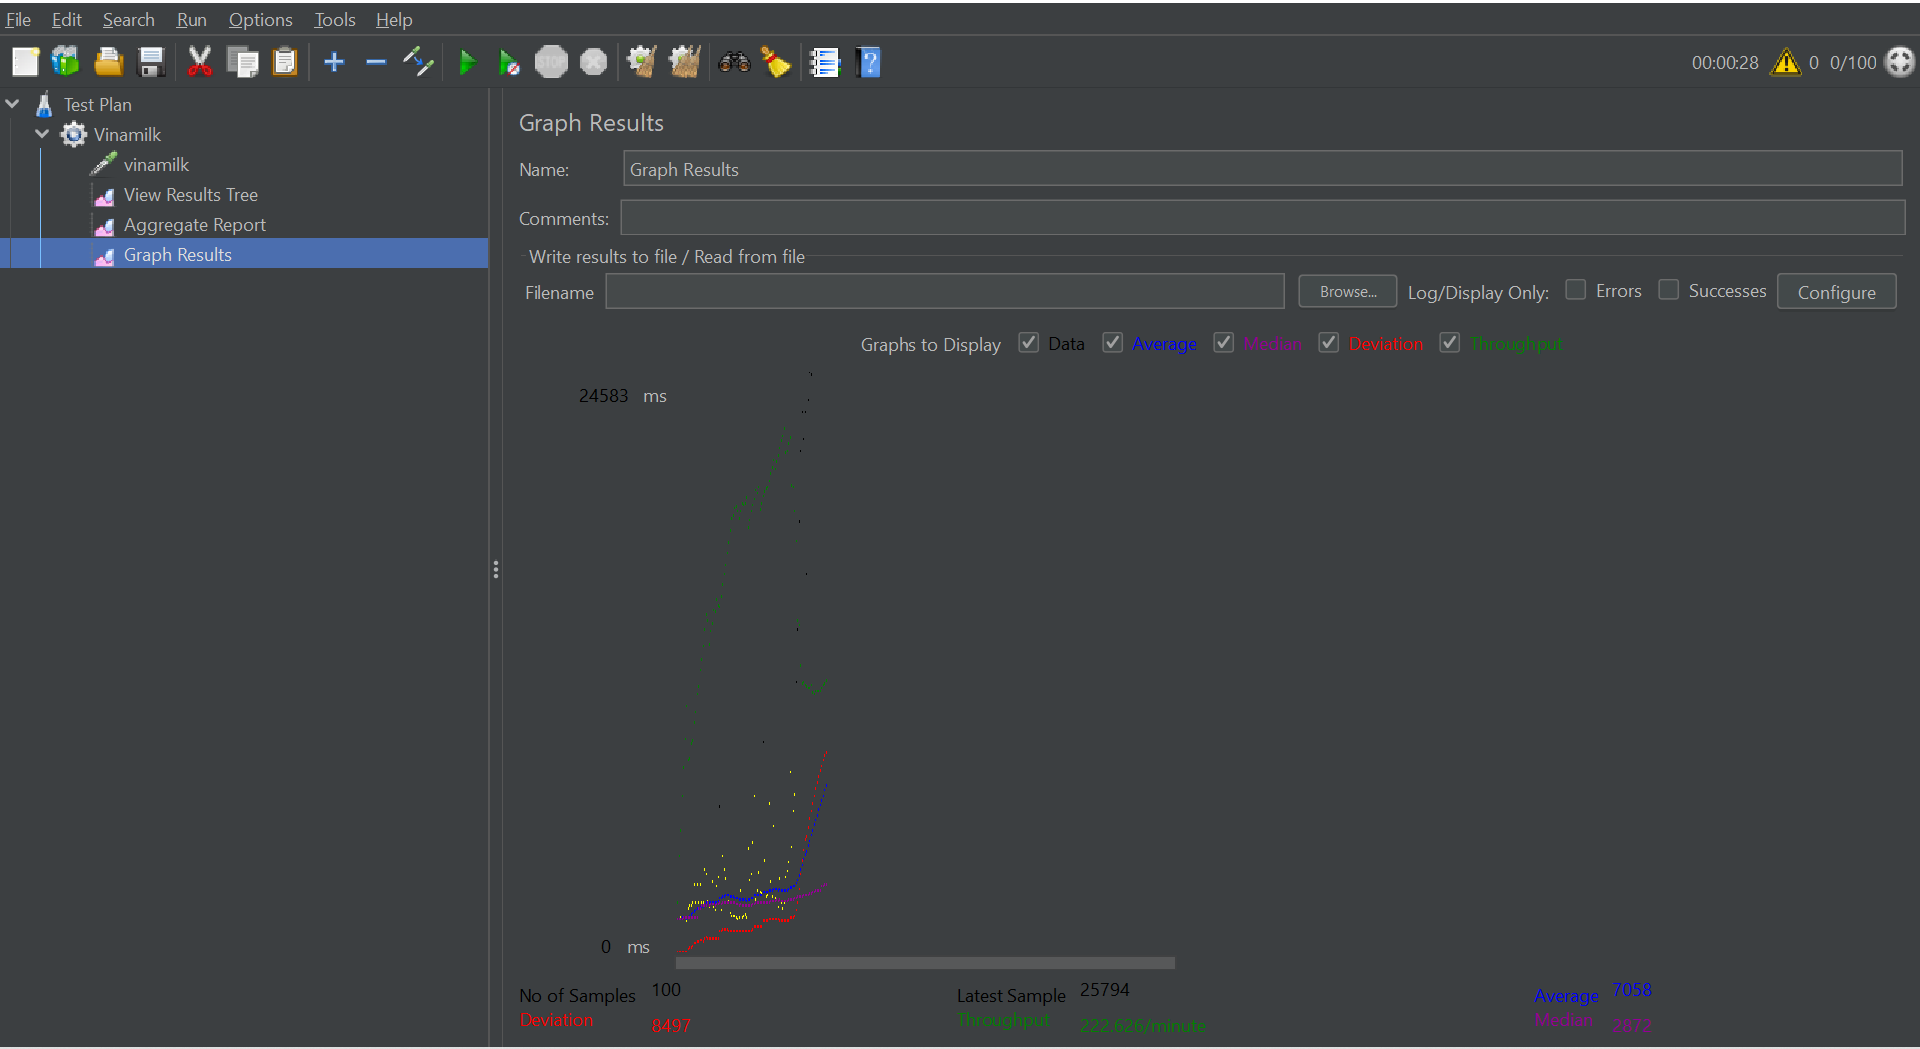 File Edit Search Run Options Tools Help
STOP
00:00:28 0 0/100
Test Plan
Vinamilk
vinamilk
View Results Tree
Aggregate Report
Graph Results
Graph Results
Name: Graph Results
Comments:
Write results to file / Read from file
Filename Browse... Log/Display Only: Errors Successes Configure
Graphs to Display Data Average Median Deviation Throughput
24583 ms
0 ms
No of Samples 100 Latest Sample 25794 Average 7058
Deviation 8497 Throughput 222.626/minute Median 2872